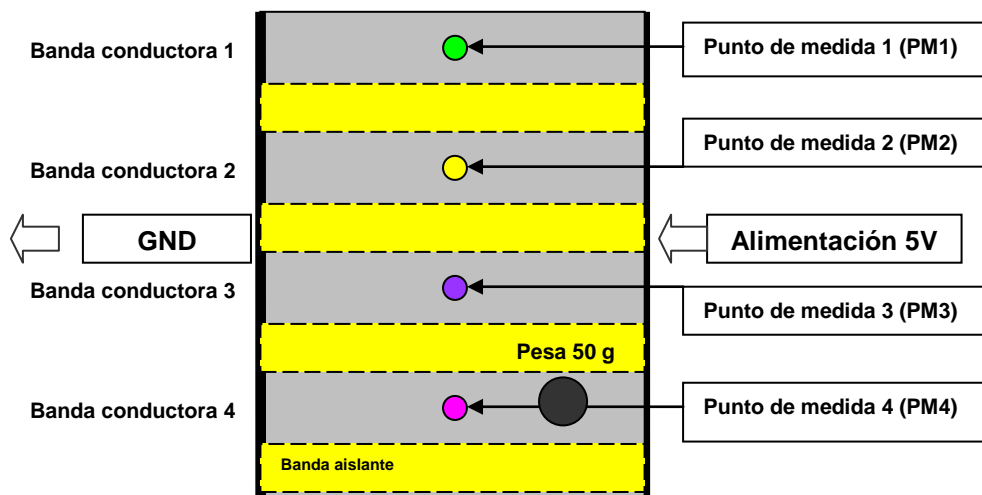 Banda conductora 1
Punto de medida 1 (PM1)
Punto de medida 2 (PM2)
Banda conductora 2
GND
Alimentación 5V
Banda conductora 3
Punto de medida 3 (PM3)
Pesa 50 g
Banda conductora 4
Punto de medida 4 (PM4)
Banda aislante